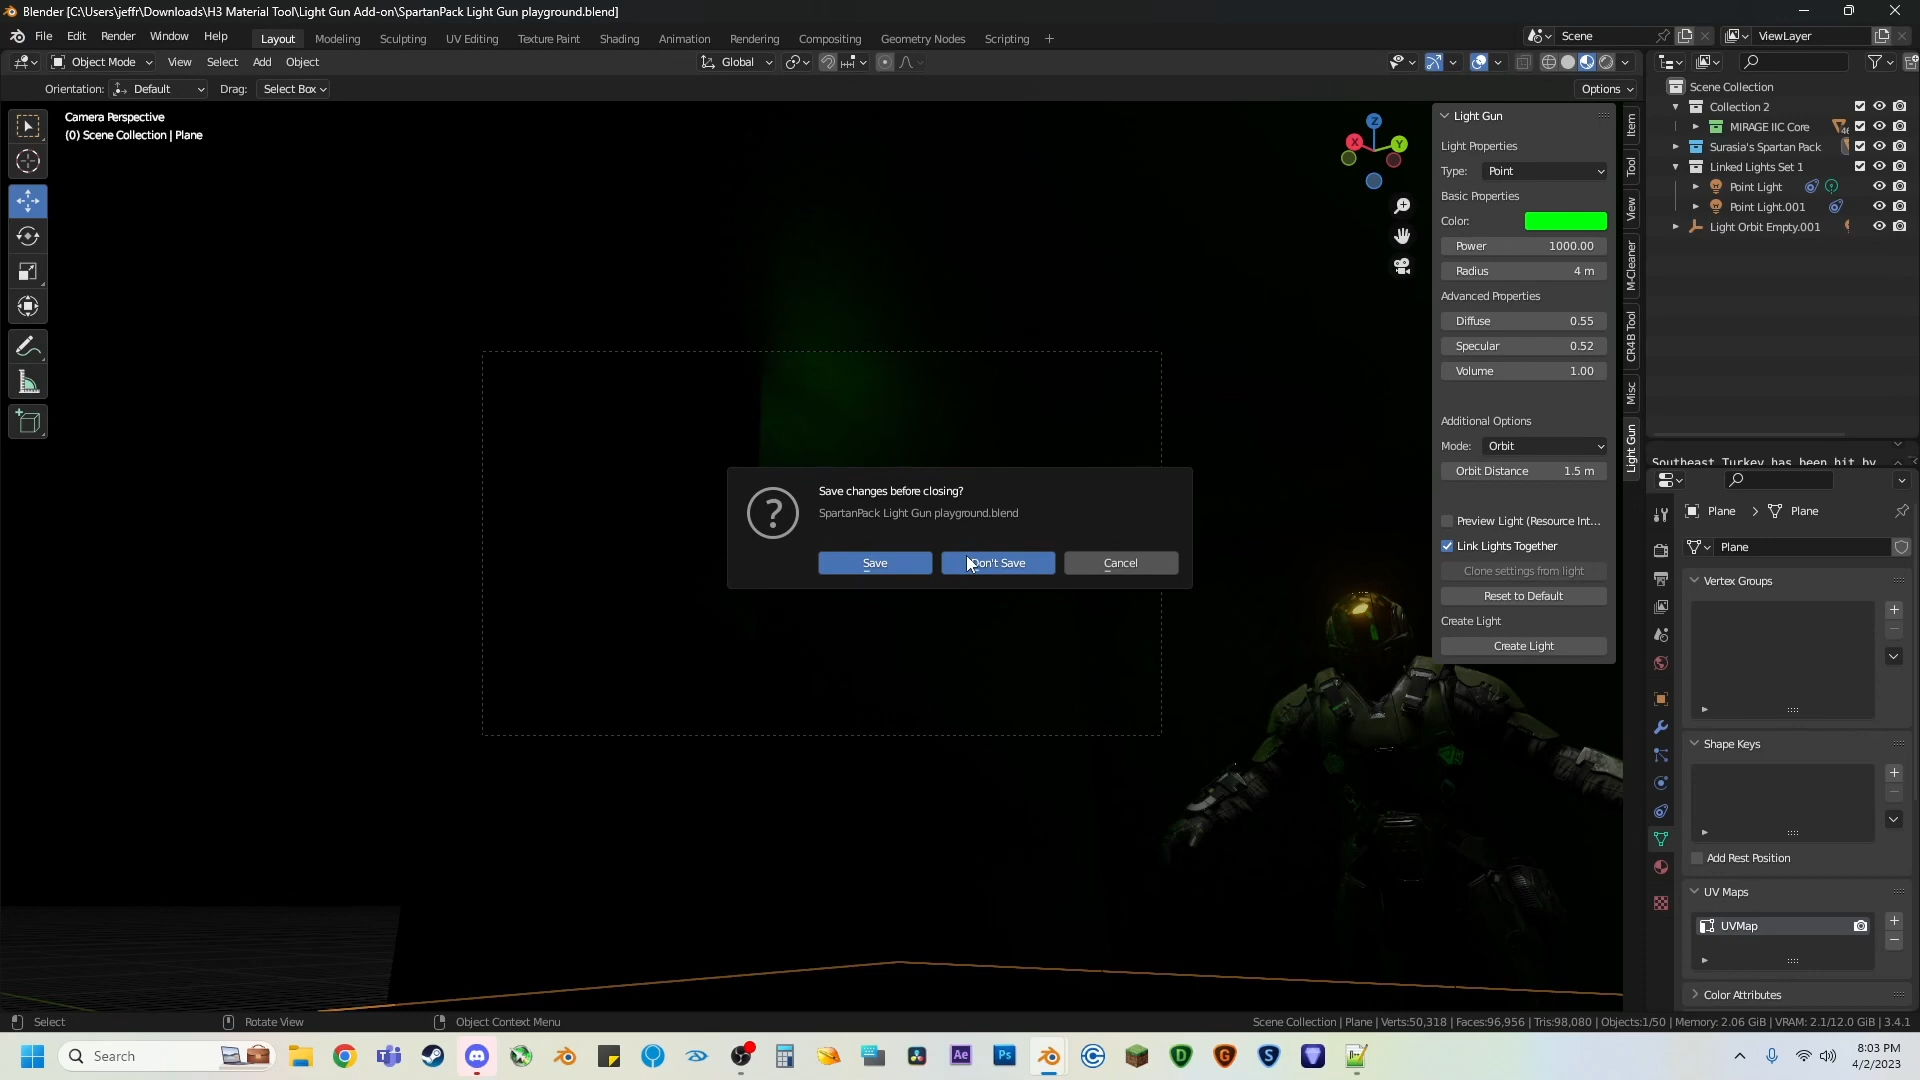 Blender [C:\Users\jeffr\Downloads\H3 Material Tool\Light Gun Add-on\SpartanPack Light Gun playground.blend]
File Edit Render Window Help Layout Modeling Sculpting UV Editing Texture Paint Shading Animation Rendering Compositing Geometry Nodes Scripting + Scene ViewLayer
Object Mode View Select Add Object Global
Orientation: Default Drag: Select Box Options
Camera Perspective
(0) Scene Collection | Plane
X Y Z
Light Gun
Light Properties
Type: Point
Basic Properties
Color:
Power 1000.00
Radius 4 m
Advanced Properties
Diffuse 0.55
Specular 0.52
Volume 1.00
Additional Options
Mode: Orbit
Orbit Distance 1.5 m
Preview Light (Resource Int...
Link Lights Together
Clone settings from light
Reset to Default
Create Light
Create Light
Item
Tool
View
M-Cleaner
CR4B Tool
Misc
Light Gun
Scene Collection
Collection 2
MIRAGE IIC Core
Surasia's Spartan Pack
Linked Lights Set 1
Point Light
Point Light.001
Light Orbit Empty.001
Southeast Turkey has been hit by
Plane > Plane
Plane
Vertex Groups
Shape Keys
Add Rest Position
UV Maps
UVMap
Color Attributes
Save changes before closing?
SpartanPack Light Gun playground.blend
Save Don't Save Cancel
Select Rotate View Object Context Menu
Scene Collection | Plane | Verts:50,318 | Faces:96,956 | Tris:98,080 | Objects:1/50 | Memory: 2.06 GiB | VRAM: 2.1/12.0 GiB | 3.4.1
Search
Ae Ps
8:03 PM
4/2/2023